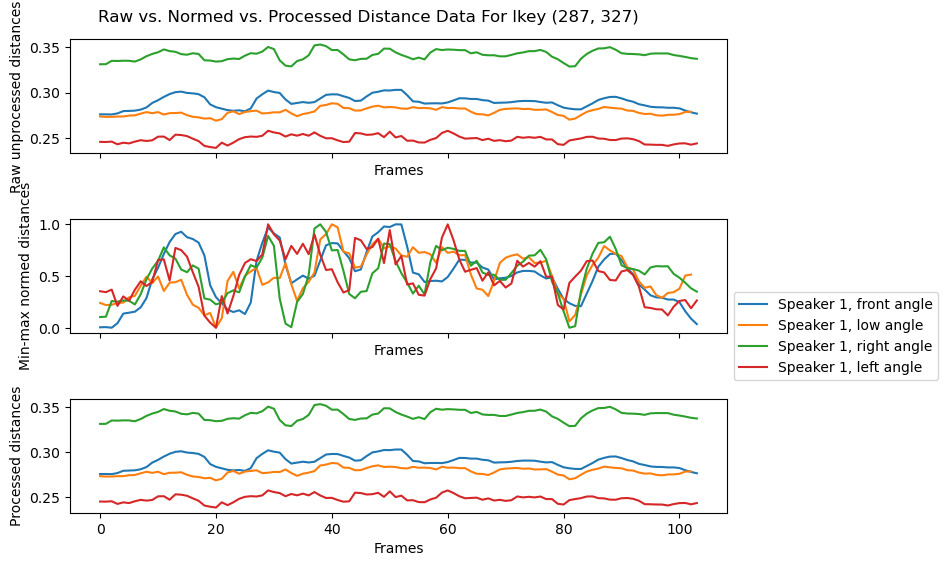 Raw vs. Normed vs. Processed Distance Data For Ikey (287, 327)
Raw unprocessed distances
0.35
0.30
0.25
Frames
Min-max normed distances
1.0
0.5
0.0
Frames
Speaker 1, front angle
Speaker 1, low angle
Speaker 1, right angle
Speaker 1, left angle
Processed distances
0.35
0.30
0.25
0 20 40 60 80 100
Frames